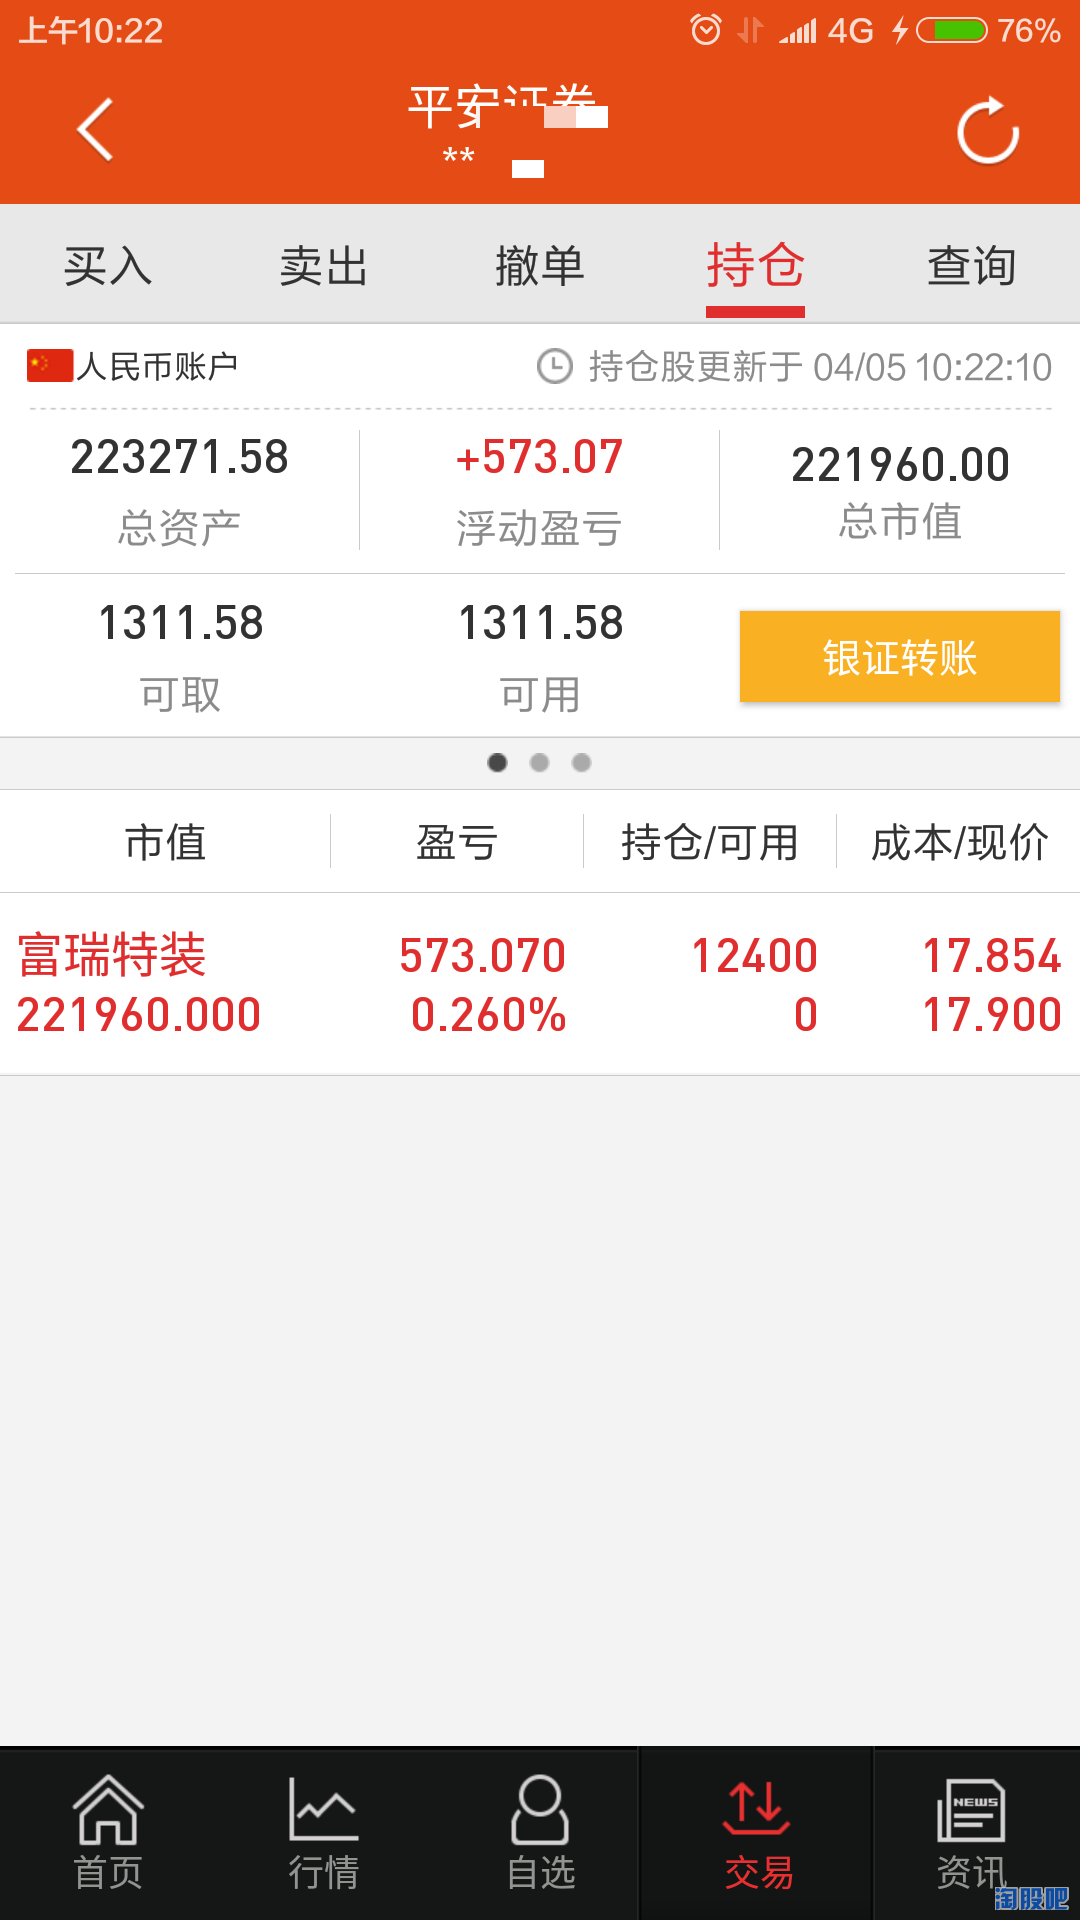 上午10:22 4G 76%
平安证券
**
买入 卖出 撤单 持仓 查询
人民币账户 持仓股更新于 04/05 10:22:10
223271.58 +573.07 221960.00
总资产 浮动盈亏 总市值
1311.58 1311.58 银证转账
可取 可用
市值 盈亏 持仓/可用 成本/现价
富瑞特装 573.070 12400 17.854
221960.000 0.260% 0 17.900
NEWS
首页 行情 自选 交易 资讯
淘股吧